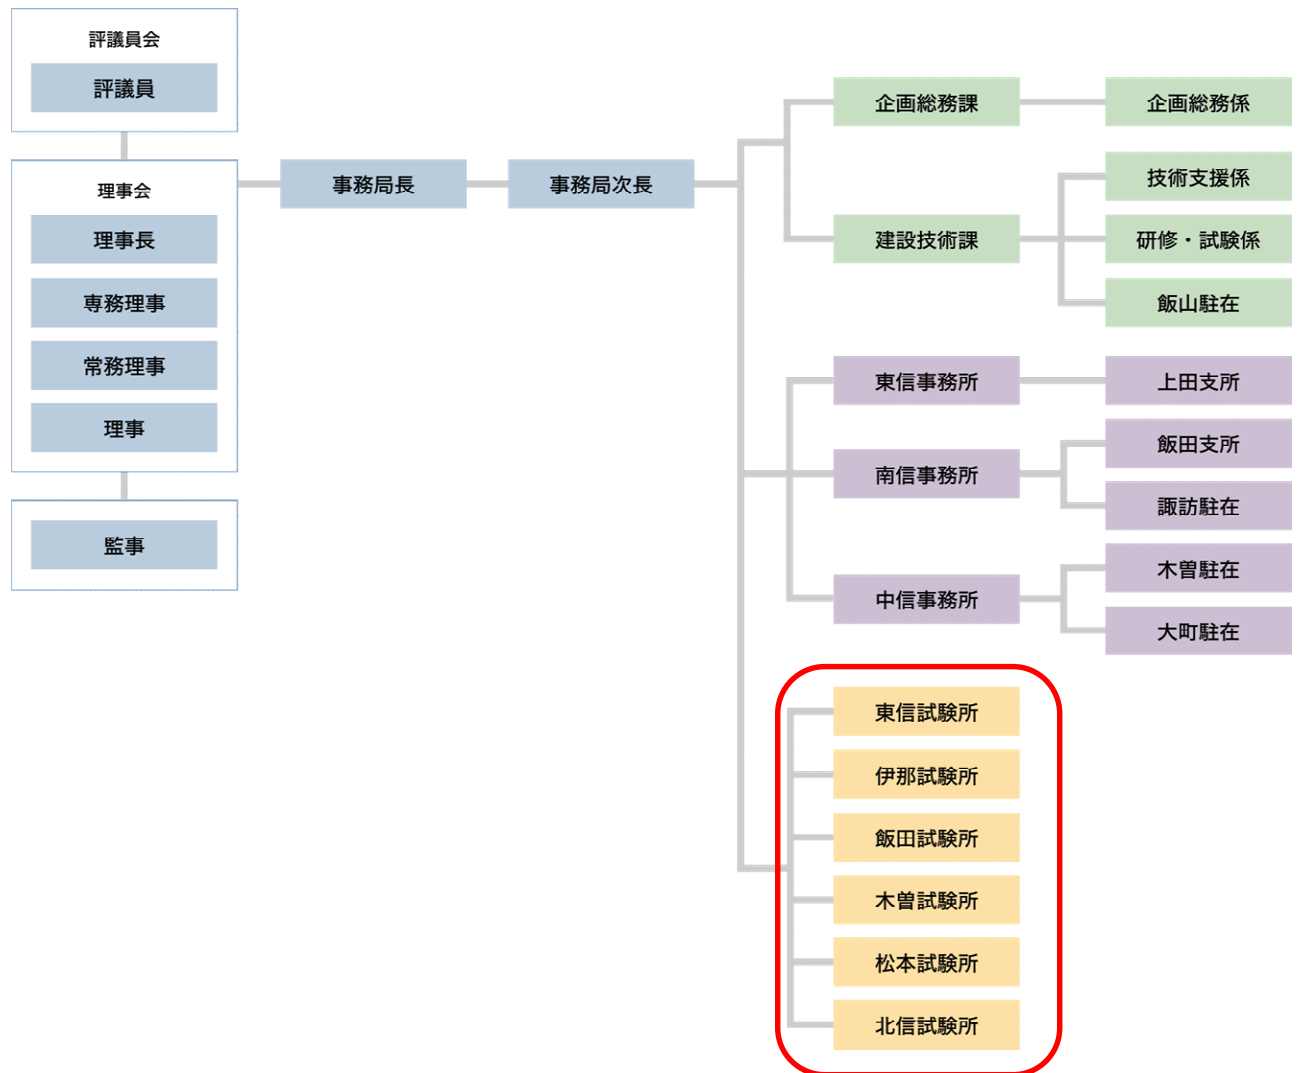 評議員会
評議員
理事会
理事長
専務理事
常務理事
理事
監事
事務局長
事務局次長
企画総務課
企画総務係
建設技術課
技術支援係
研修・試験係
飯山駐在
東信事務所
上田支所
南信事務所
飯田支所
諏訪駐在
中信事務所
木曽駐在
大町駐在
東信試験所
伊那試験所
飯田試験所
木曽試験所
松本試験所
北信試験所